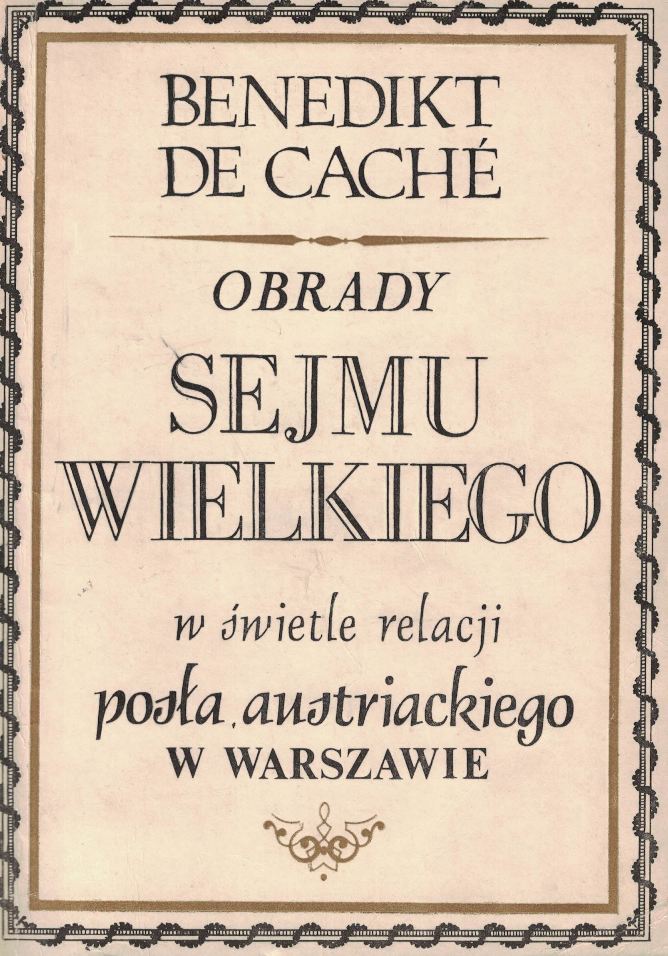 BENEDIKT
DE CACHÉ
OBRADY
SEJMU
WIELKIEGO
w świetle relacji
posła austriackiego
W WARSZAWIE